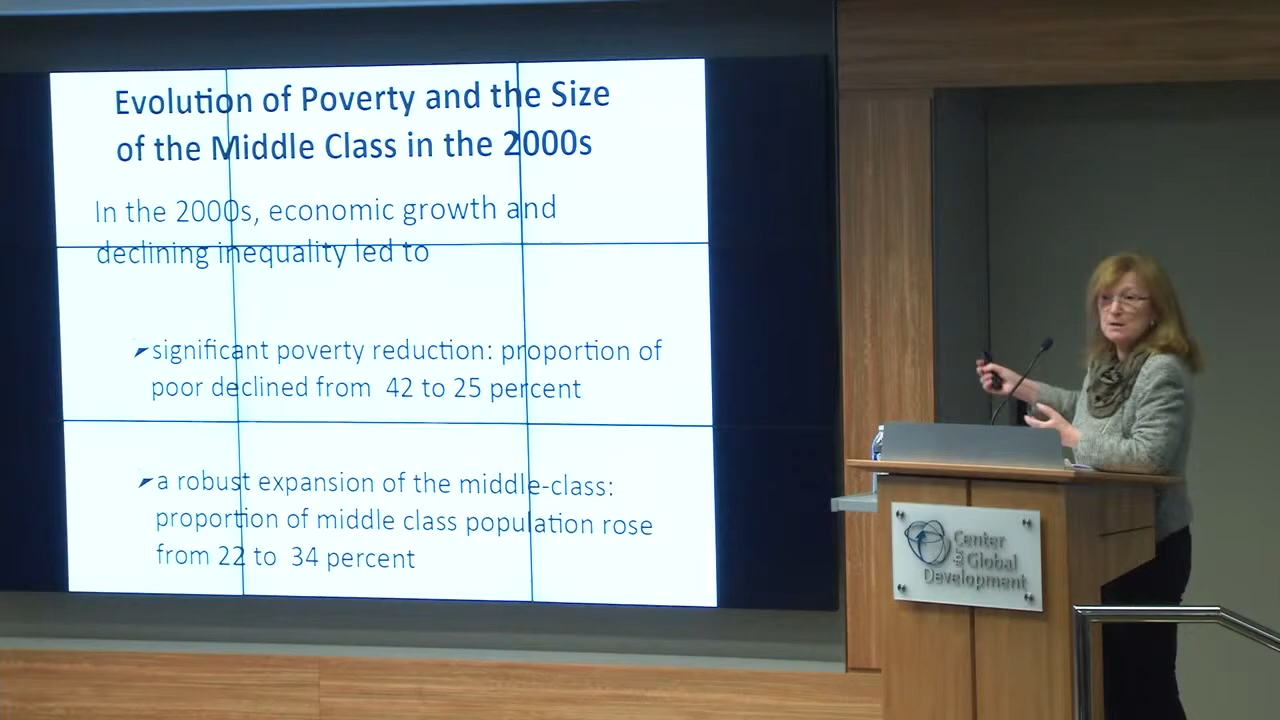 Evolution of Poverty and the Size
of the Middle Class in the 2000s
In the 2000s, economic growth and
declining inequality led to
significant poverty reduction: proportion of
poor declined from 42 to 25 percent
a robust expansion of the middle-class:
proportion of middle class population rose
from 22 to 34 percent
Center
for Global
Development